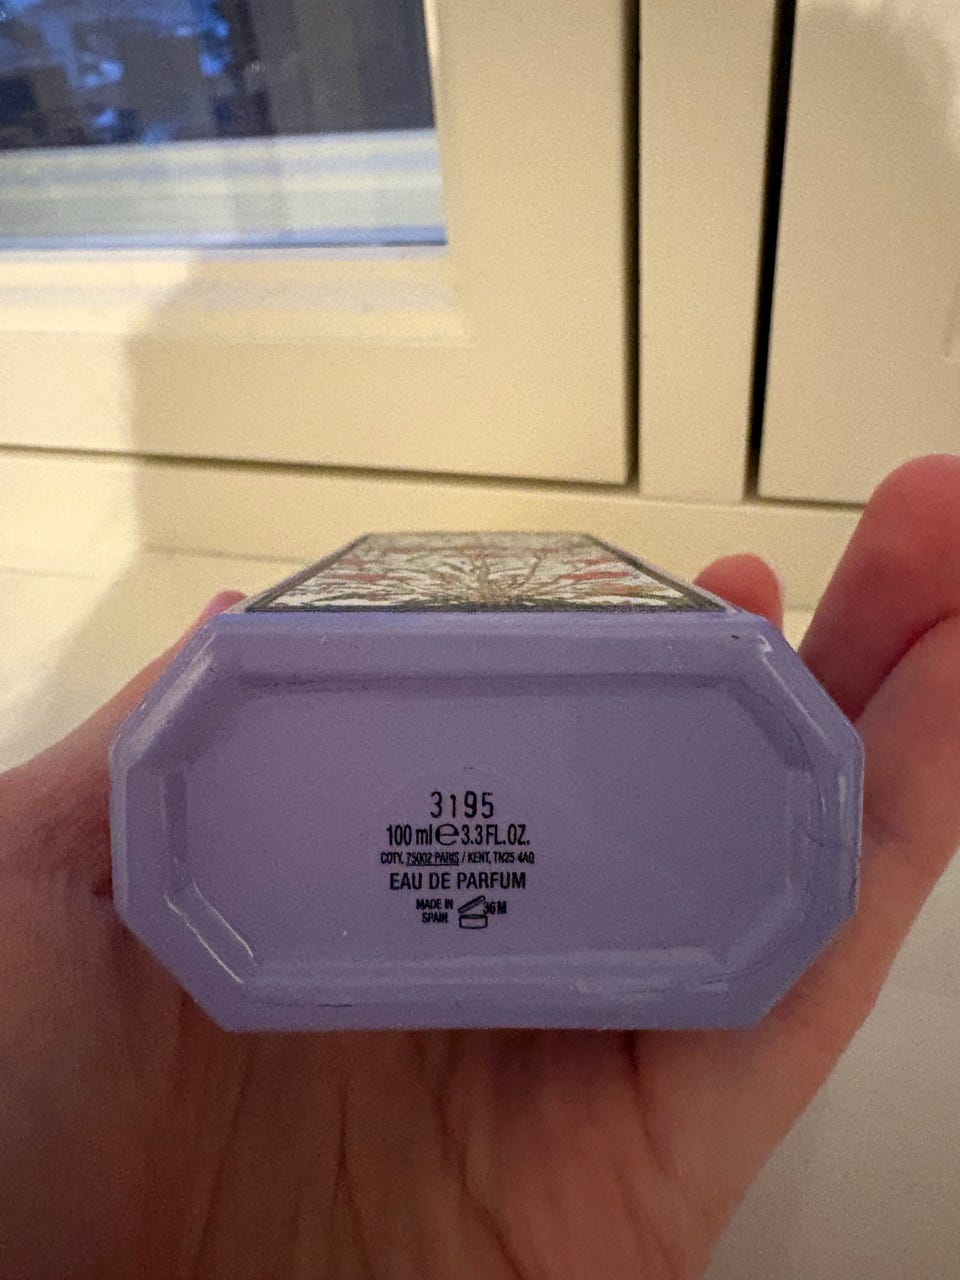 3195
100 ml e 3.3 FL.OZ.
COTY, 75002 PARIS / KENT, TN25 4AQ
EAU DE PARFUM
MADE IN
SPAIN
36M